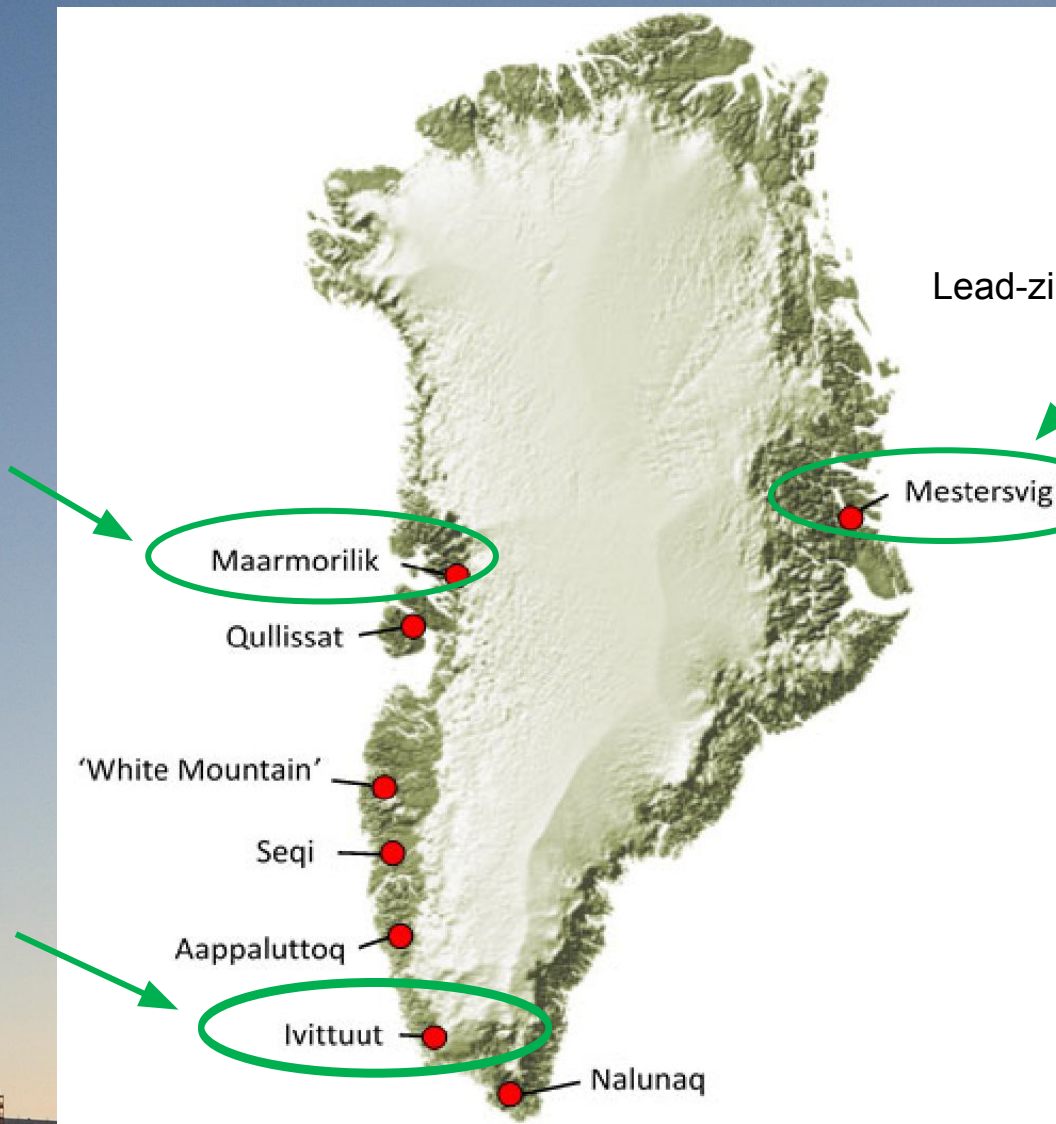 Lead-zi
Mestersvig
Maarmorilik
Qullissat
‘White Mountain’
Seqi
Aappaluttoq
Ivittuut
Nalunaq